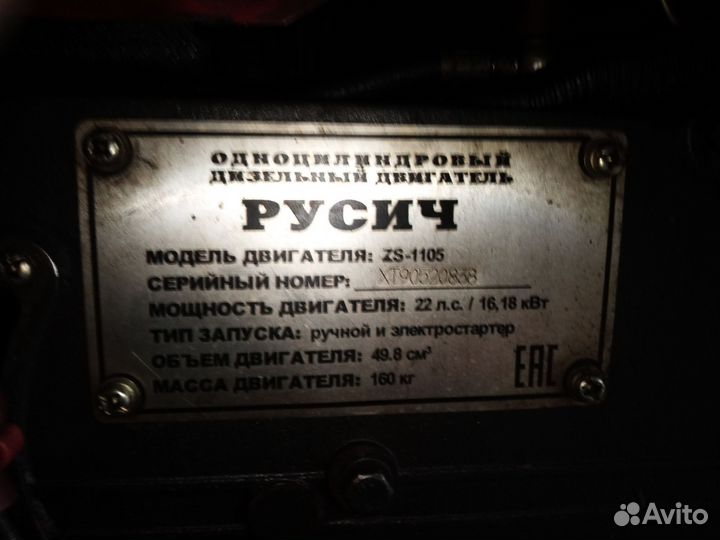 ОДНОЦИЛИНДРОВЫЙ
ДИЗЕЛЬНЫЙ ДВИГАТЕЛЬ
РУСИЧ
МОДЕЛЬ ДВИГАТЕЛЯ: ZS-1105
СЕРИЙНЫЙ НОМЕР: XT90520838
МОЩНОСТЬ ДВИГАТЕЛЯ: 22 л.с. / 16,18 кВт
ТИП ЗАПУСКА: ручной и электростартер
ОБЪЕМ ДВИГАТЕЛЯ: 49.8 см³
МАССА ДВИГАТЕЛЯ: 160 кг
ЕАС
Avito